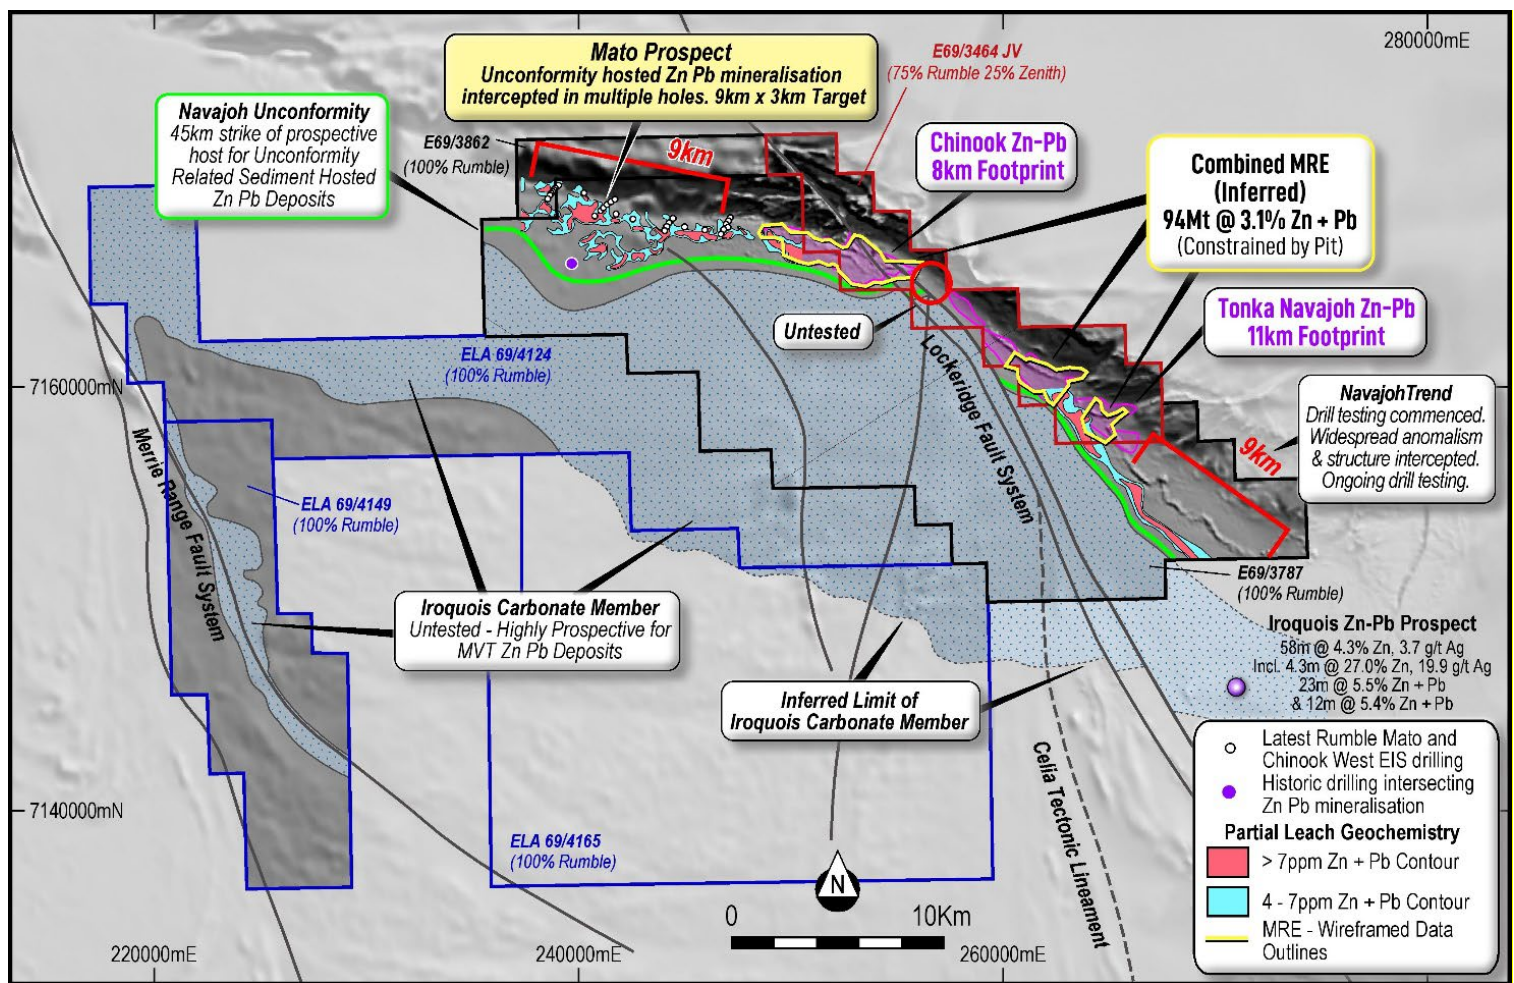 280000mE
Mato Prospect
Unconformity hosted Zn Pb mineralisation
intercepted in multiple holes. 9km x 3km Target
E69/3464 JV
(75% Rumble 25% Zenith)
Navajoh Unconformity
45km strike of prospective
host for Unconformity
Related Sediment Hosted
Zn Pb Deposits
E69/3862
(100% Rumble)
9km
Chinook Zn-Pb
8km Footprint
Combined MRE
(Inferred)
94Mt @ 3.1% Zn + Pb
(Constrained by Pit)
Tonka Navajoh Zn-Pb
11km Footprint
Untested
ELA 69/4124
(100% Rumble)
7160000mN
Lockeridge Fault System
NavajohTrend
Drill testing commenced.
Widespread anomalism
& structure intercepted.
Ongoing drill testing.
9km
Merrie Range Fault System
ELA 69/4149
(100% Rumble)
E69/3787
(100% Rumble)
Iroquois Carbonate Member
Untested - Highly Prospective for
MVT Zn Pb Deposits
Iroquois Zn-Pb Prospect
58m @ 4.3% Zn, 3.7 g/t Ag
Incl. 4.3m @ 27.0% Zn, 19.9 g/t Ag
23m @ 5.5% Zn + Pb
& 12m @ 5.4% Zn + Pb
Inferred Limit of
Iroquois Carbonate Member
Celia Tectonic Lineament
7140000mN
ELA 69/4165
(100% Rumble)
N
0 10Km
220000mE
240000mE
260000mE
Latest Rumble Mato and
Chinook West EIS drilling
Historic drilling intersecting
Zn Pb mineralisation
Partial Leach Geochemistry
> 7ppm Zn + Pb Contour
4 - 7ppm Zn + Pb Contour
MRE - Wireframed Data
Outlines